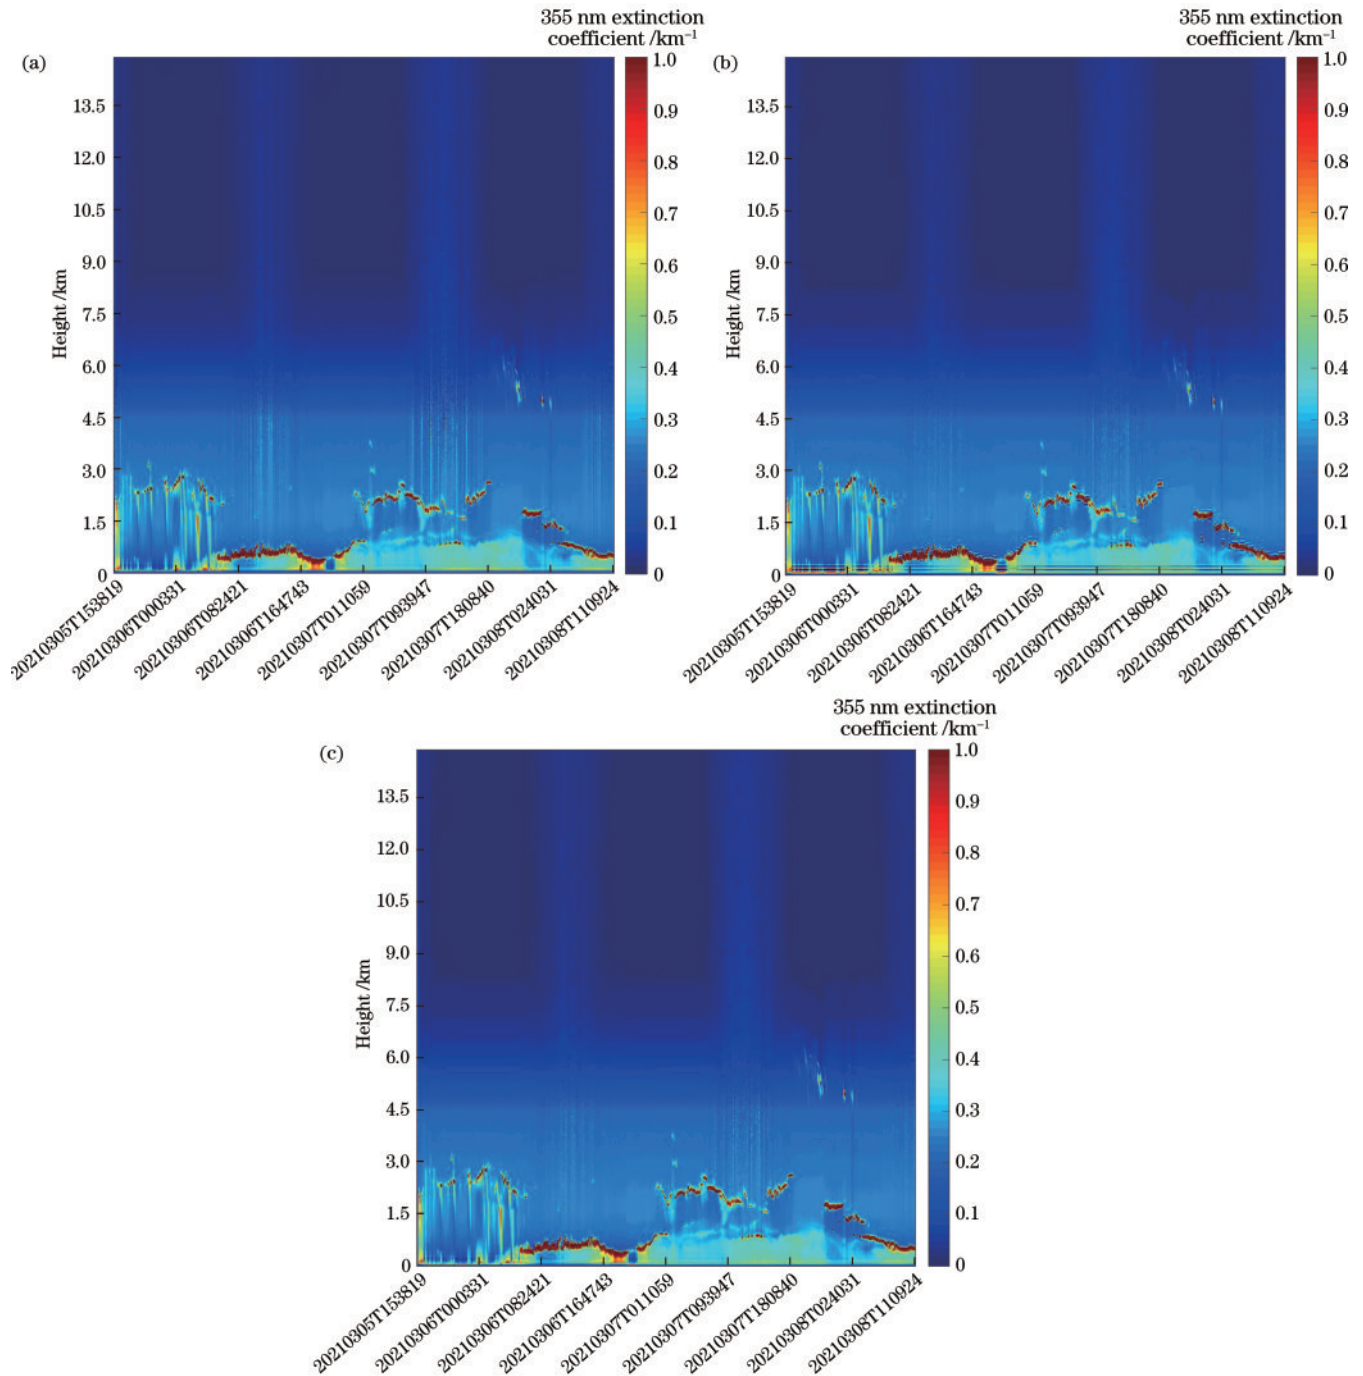 355 nm extinction
coefficient /km⁻¹
(a)
1.0
0.9
0.8
0.7
0.6
0.5
0.4
0.3
0.2
0.1
0
Height /km
13.5
12.0
10.5
9.0
7.5
6.0
4.5
3.0
1.5
0
20210305T153819
20210306T000331
20210306T082421
20210306T164743
20210307T011059
20210307T093947
20210307T180840
20210308T024031
20210308T110924
355 nm extinction
coefficient /km⁻¹
(b)
1.0
0.9
0.8
0.7
0.6
0.5
0.4
0.3
0.2
0.1
0
Height /km
13.5
12.0
10.5
9.0
7.5
6.0
4.5
3.0
1.5
0
20210305T153819
20210306T000331
20210306T082421
20210306T164743
20210307T011059
20210307T093947
20210307T180840
20210308T024031
20210308T110924
355 nm extinction
coefficient /km⁻¹
(c)
1.0
0.9
0.8
0.7
0.6
0.5
0.4
0.3
0.2
0.1
0
Height /km
13.5
12.0
10.5
9.0
7.5
6.0
4.5
3.0
1.5
0
20210305T153819
20210306T000331
20210306T082421
20210306T164743
20210307T011059
20210307T093947
20210307T180840
20210308T024031
20210308T110924